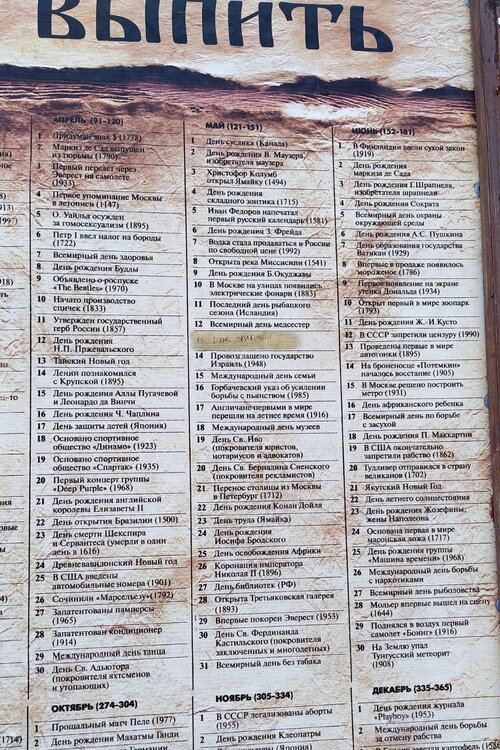 ВЫПИТЬ
АПРЕЛЬ (91-120)
1 Придуман знак $ (1778)
2 Маркиз де Сад выпущен
из тюрьмы (1790)
3 Первый перелет через
Эверест на самолете
(1933)
4 Первое упоминание Москвы
в летописи (1147)
5 О. Уайльд осужден
за гомосексуализм (1895)
6 Петр I ввел налог на бороды
(1722)
7 Всемирный день здоровья
8 День рождения Будды
9 Объявлено о роспуске
«The Beatles» (1970)
10 Начато производство
спичек (1833)
11 Утвержден государственный
герб России (1857)
12 День рождения
Н.П. Пржевальского
13 Тайский Новый год
14 Ленин познакомился
с Крупской (1895)
15 День рождения Аллы Пугачевой
и Леонардо да Винчи
16 День рождения Ч. Чаплина
17 День защиты детей (Япония)
18 Основано спортивное
общество «Динамо» (1923)
19 Основано спортивное
общество «Спартак» (1935)
20 Первый концерт группы
«Deep Purple» (1968)
21 День рождения английской
королевы Елизаветы II
22 День открытия Бразилии (1500)
23 День смерти Шекспира
и Сервантеса (умерли в один
день в 1616)
24 Древневавилонский Новый год
25 В США введены
автомобильные номера (1901)
26 Сочинили «Марсельезу»(1792)
27 Запатентованы памперсы
(1965)
28 Запатентован кондиционер
(1914)
29 Международный день танца
30 День Св. Адьютора
(покровителя яхтсменов
и утопающих)
ОКТЯБРЬ (274-304)
1 Прощальный матч Пеле (1977)
2 День рождения Махатмы Ганди
Германии
МАЙ (121-151)
1 День суслика (Канада)
2 День рождения В. Маузера,
изобретателя маузера
3 Христофор Колумб
открыл Ямайку (1494)
4 День рождения
складного зонтика (1715)
5 Иван Федоров напечатал
первый русский календарь(1581)
6 День рождения З. Фрейда
7 Водка стала продаваться в России
по свободной цене (1992)
8 Открыта река Миссисипи (1541)
9 День рождения Б.Окуджавы
10 В Москве на улицах появились
электрические фонари (1883)
11 Последний день рыбацкого
сезона (Исландия)
12 Всемирный день медсестер
14 Провозглашено государство
Израиль (1948)
15 Международный день семьи
16 Горбачевский указ об усилении
борьбы с пьянством (1985)
17 Англичане первыми в мире
перешли на летнее время (1916)
18 Международный день музеев
19 День Св. Иво
(покровителя юристов,
нотариусов и адвокатов)
20 День Св. Бернадина Сиенского
(покровителя рекламистов)
21 Перенос столицы из Москвы
в Петербург (1712)
22 День рождения Конан Дойля
23 День труда (Ямайка)
24 День рождения
Иосифа Бродского
25 День освобождения Африки
26 Коронация императора
Николая II (1896)
27 День библиотек (РФ)
28 Открыта Третьяковская галерея
(1893)
29 Впервые покорен Эверест (1953)
30 День Св. Фердинанда
Кастильского (покровителя
заключенных и многодетных)
31 Всемирный день без табака
НОЯБРЬ (305-334)
1 В СССР легализованы аборты
(1955)
2 День рождения Клеопатры
(Япония)
ИЮНЬ (152-181)
1 В Финляндии ввели сухой закон
(1919)
2 День рождения
маркиза де Сада
3 День рождения Г.Шрапнеля,
изобретателя шрапнели
4 День рождения Сократа
5 Всемирный день охраны
окружающей среды
6 День рождения А.С. Пушкина
7 День образования государства
Ватикан (1929)
8 Впервые в продаже появилось
мороженое (1786)
9 Первое появление на экране
утенка Дональда (1934)
10 Открыт первый в мире зоопарк
(1793)
11 День рождения Ж.-И.Кусто
12 В СССР запретили цензуру (1990)
13 Проведены первые в мире
автогонки (1895)
14 На броненосце «Потемкин»
началось восстание (1905)
15 В Москве решено построить
метро (1931)
16 День африканского ребенка
17 Всемирный день по борьбе
с засухой
18 День рождения П. Маккартни
19 В США окончательно
запретили рабство (1862)
20 Гулливер отправился в страну
великанов (1702)
21 Якутский Новый Год
22 День летнего солнцестояния
23 День рождения Жозефины,
жены Наполеона
24 Основана первая в мире
масонская ложа (1717)
25 День рождения группы
«Машина времени» (1968)
26 Международный день борьбы
с наркотиками
27 Всемирный день рыболовства
28 Мольер впервые вышел на сцену
(1644)
29 Поднялся в воздух первый
самолет «Боинг» (1916)
30 На Землю упал
Тунгусский метеорит
(1908)
ДЕКАБРЬ (335-365)
1 День рождения журнала
«Playboy» (1953)
2 Международный день борьбы
за отмену рабства